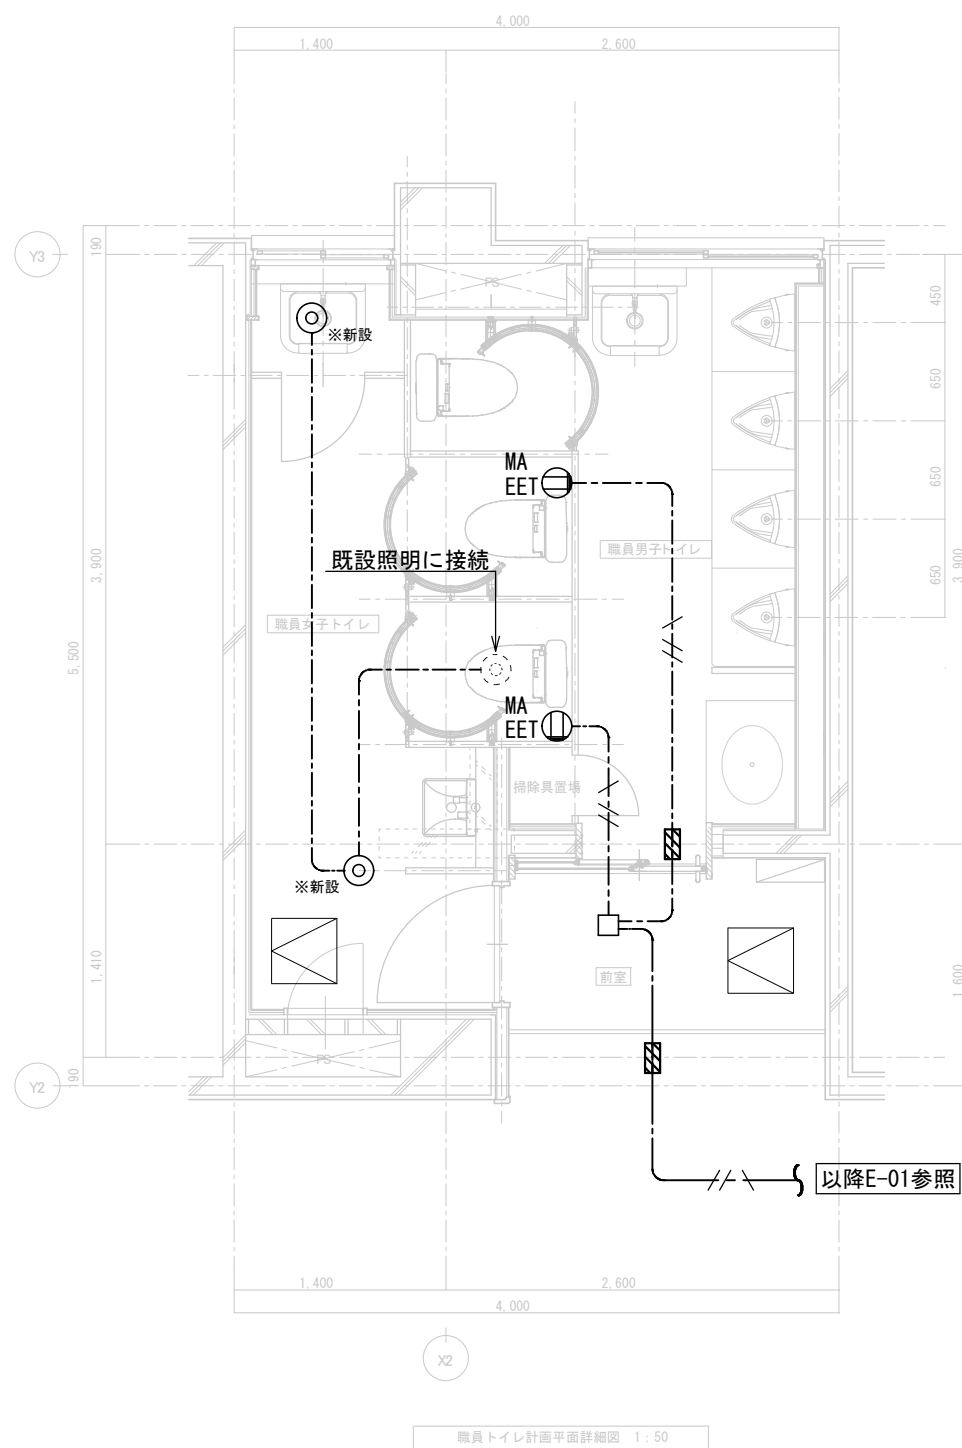 4,000
1,400
2,600
190
Y3
PS
450
※新設
650
MA
EET
650
職員男子トイレ
既設照明に接続
3,900
3,900
650
職員女子トイレ
5,500
MA
EET
掃除具置場
※新設
1,410
前室
1,600
PS
Y2
190
以降E-01参照
1,400
2,600
4,000
X2
職員トイレ計画平面詳細図 1:50